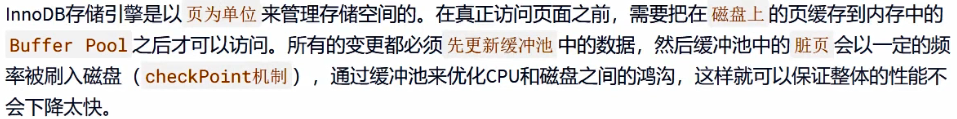 InnoDB存储引擎是以 页为单位 来管理存储空间的。在真正访问页面之前，需要把在 磁盘上 的页缓存到内存中的
Buffer Pool 之后才可以访问。所有的变更都必须 先更新缓冲池 中的数据，然后缓冲池中的 脏页 会以一定的频
率被刷入磁盘（ checkPoint机制 ），通过缓冲池来优化CPU和磁盘之间的鸿沟，这样就可以保证整体的性能不
会下降太快。